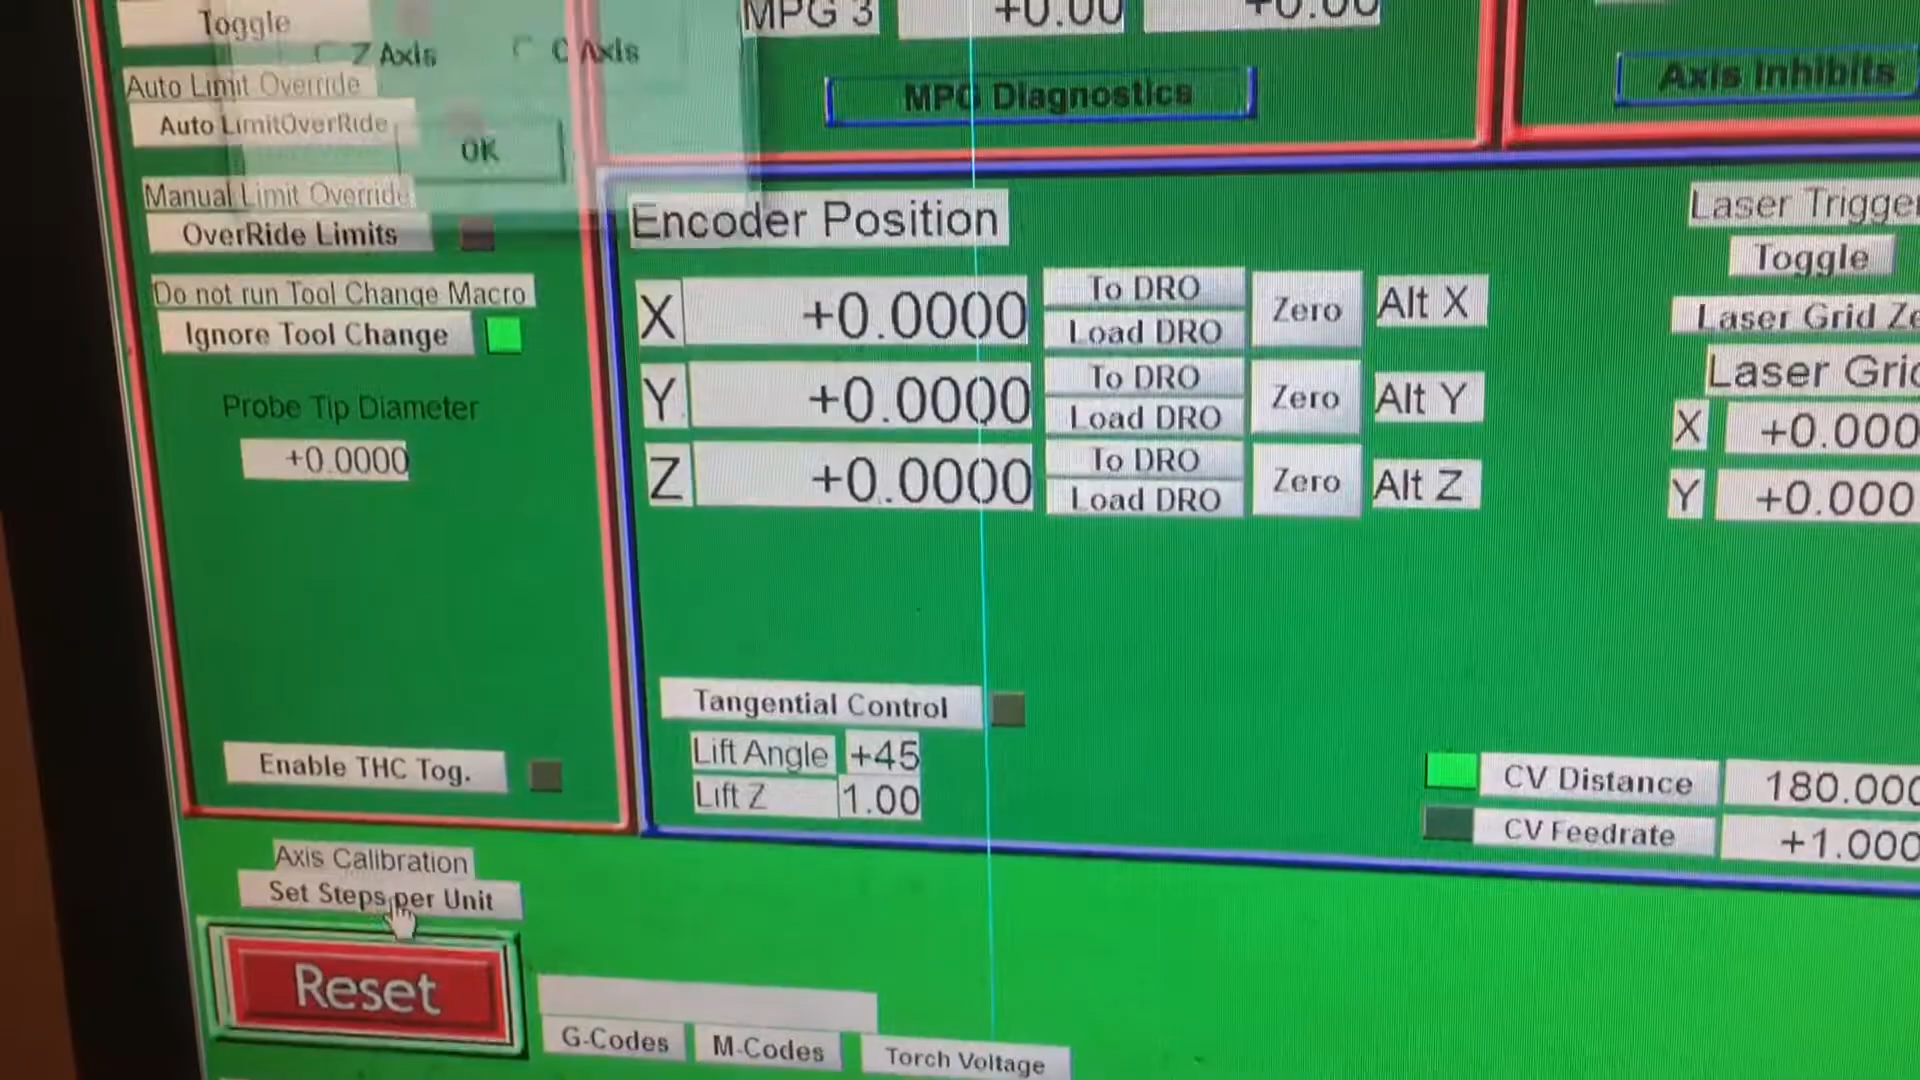 Toggle
Z Axis
C Axis
Auto Limit Override
Auto LimitOverRide
OK
Manual Limit Override
OverRide Limits
Do not run Tool Change Macro
Ignore Tool Change
Probe Tip Diameter
+0.0000
Enable THC Tog.
Axis Calibration
Set Steps per Unit
Reset
MPG 3
+0.00
+0.00
MPG Diagnostics
Axis Inhibits
Encoder Position
X +0.0000 To DRO Load DRO Zero Alt X
Y +0.0000 To DRO Load DRO Zero Alt Y
Z +0.0000 To DRO Load DRO Zero Alt Z
Laser Trigge
Toggle
Laser Grid Ze
Laser Gri
X +0.000
Y +0.000
Tangential Control
Lift Angle +45
Lift Z 1.00
CV Distance 180.000
CV Feedrate +1.000
G-Codes
M-Codes
Torch Voltage